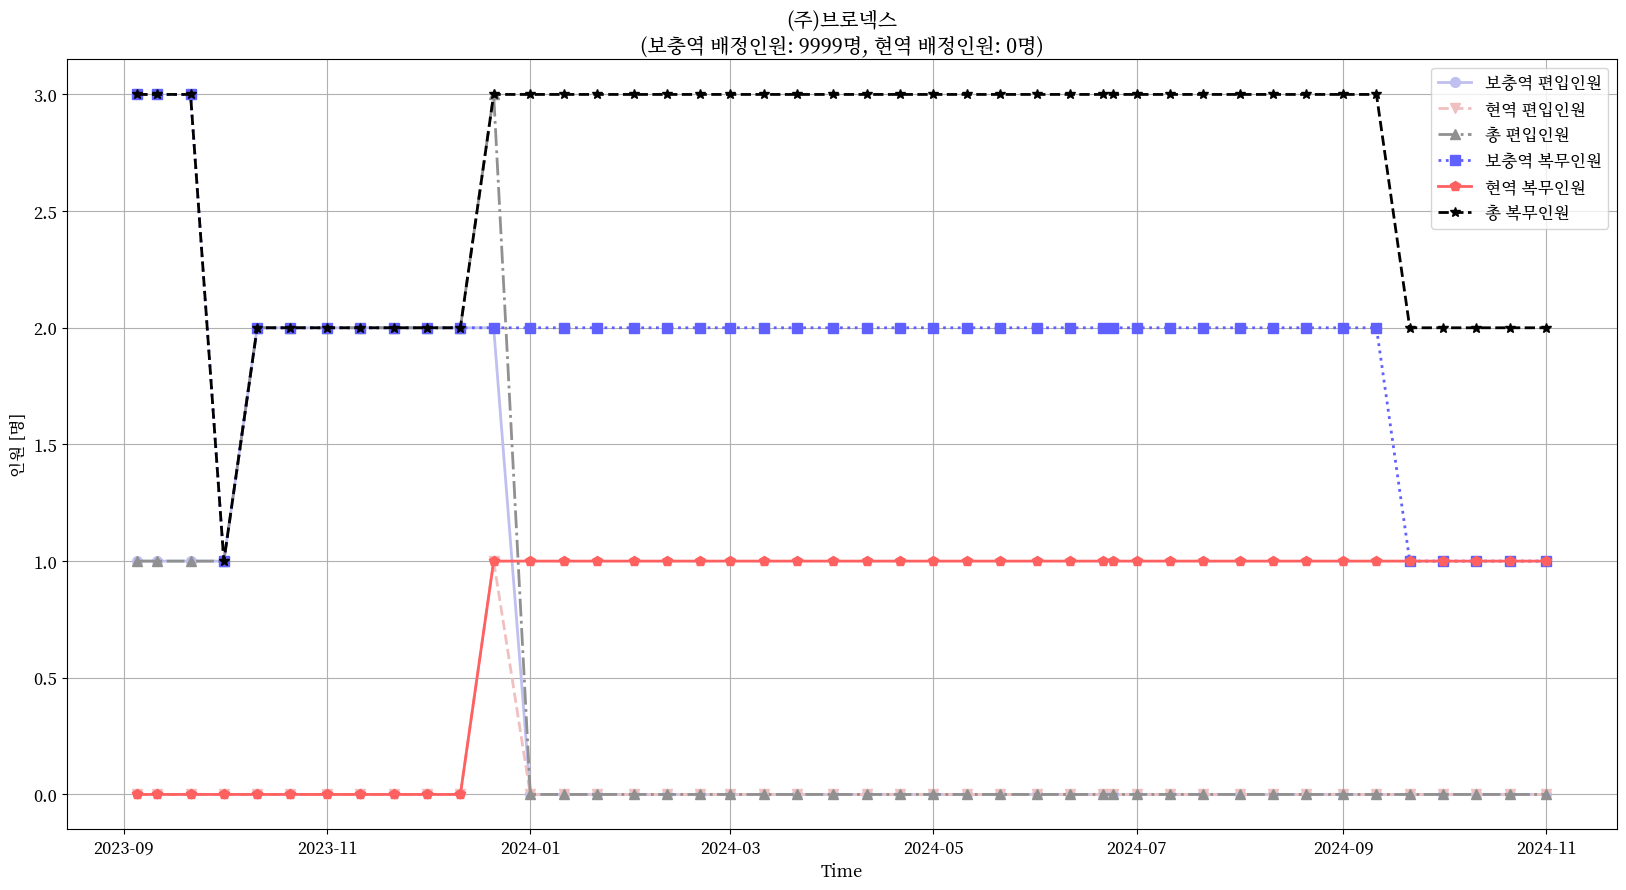 (주)브로넥스
(보충역 배정인원: 9999명, 현역 배정인원: 0명)
보충역 편입인원
현역 편입인원
총 편입인원
보충역 복무인원
현역 복무인원
총 복무인원
인원 [명]
3.0
2.5
2.0
1.5
1.0
0.5
0.0
2023-09
2023-11
2024-01
2024-03
2024-05
2024-07
2024-09
2024-11
Time